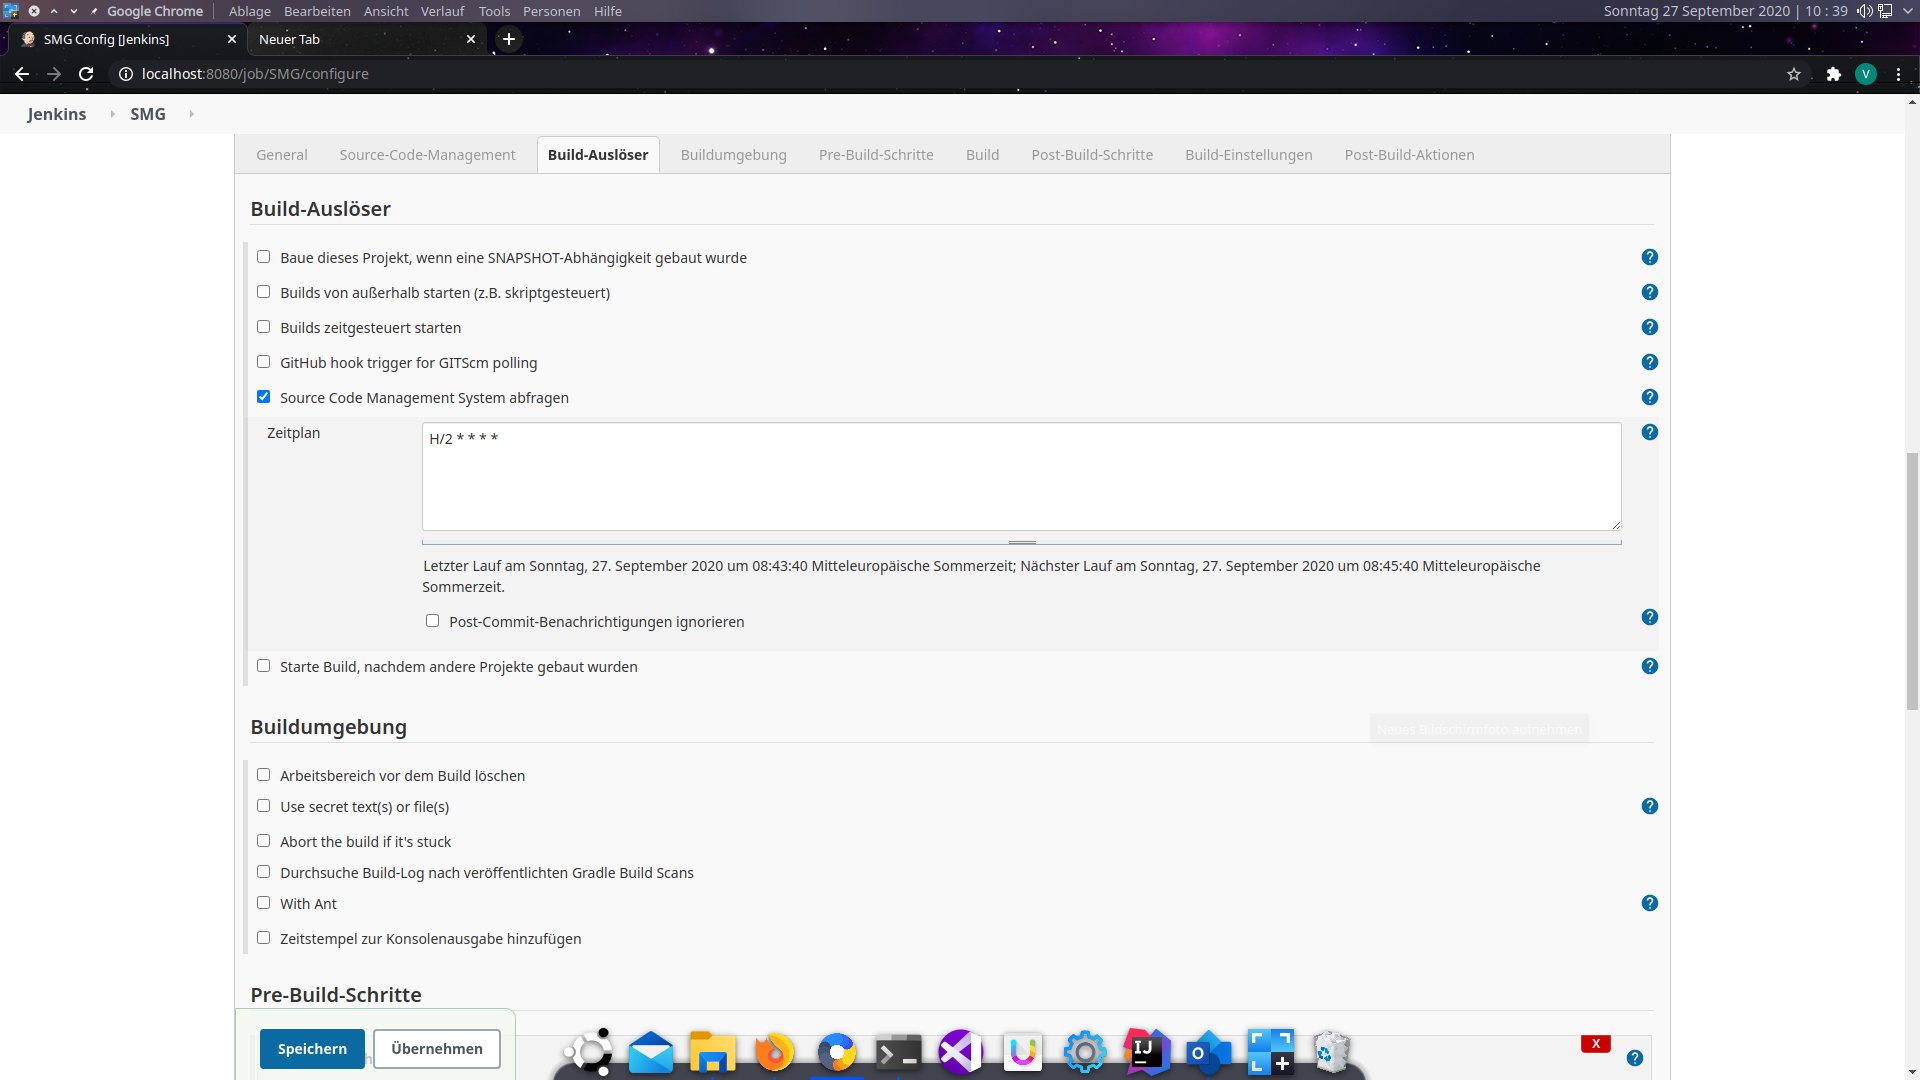 Google Chrome Ablage Bearbeiten Ansicht Verlauf Tools Personen Hilfe Sonntag 27 September 2020 | 10 : 39
SMG Config [Jenkins] Neuer Tab
localhost:8080/job/SMG/configure V
Jenkins SMG
General Source-Code-Management Build-Auslöser Buildumgebung Pre-Build-Schritte Build Post-Build-Schritte Build-Einstellungen Post-Build-Aktionen
Build-Auslöser
Baue dieses Projekt, wenn eine SNAPSHOT-Abhängigkeit gebaut wurde
Builds von außerhalb starten (z.B. skriptgesteuert)
Builds zeitgesteuert starten
GitHub hook trigger for GITScm polling
Source Code Management System abfragen
Zeitplan H/2 * * * *
Letzter Lauf am Sonntag, 27. September 2020 um 08:43:40 Mitteleuropäische Sommerzeit; Nächster Lauf am Sonntag, 27. September 2020 um 08:45:40 Mitteleuropäische
Sommerzeit.
Post-Commit-Benachrichtigungen ignorieren
Starte Build, nachdem andere Projekte gebaut wurden
Buildumgebung
Neues Bildschirmfoto aufnehmen
Arbeitsbereich vor dem Build löschen
Use secret text(s) or file(s)
Abort the build if it's stuck
Durchsuche Build-Log nach veröffentlichten Gradle Build Scans
With Ant
Zeitstempel zur Konsolenausgabe hinzufügen
Pre-Build-Schritte
Speichern Übernehmen X